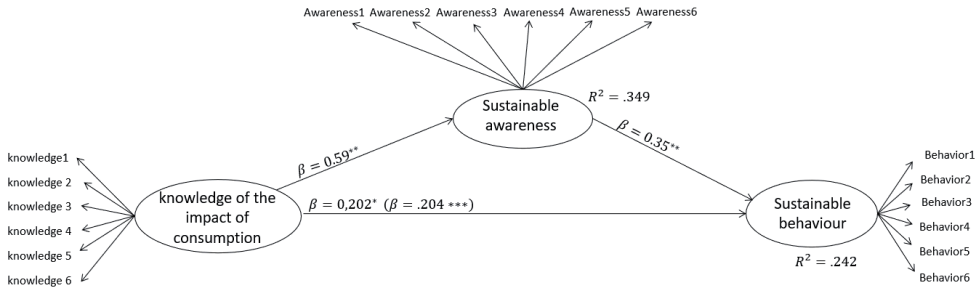 Awareness1 Awareness2 Awareness3 Awareness4 Awareness5 Awareness6
Sustainable
awareness
R² = .349
β = 0.59**
β = 0.35**
knowledge1
knowledge 2
knowledge 3
knowledge 4
knowledge 5
knowledge 6
knowledge of the
impact of
consumption
β = 0,202* (β = .204 ***)
Sustainable
behaviour
R² = .242
Behavior1
Behavior2
Behavior3
Behavior4
Behavior5
Behavior6